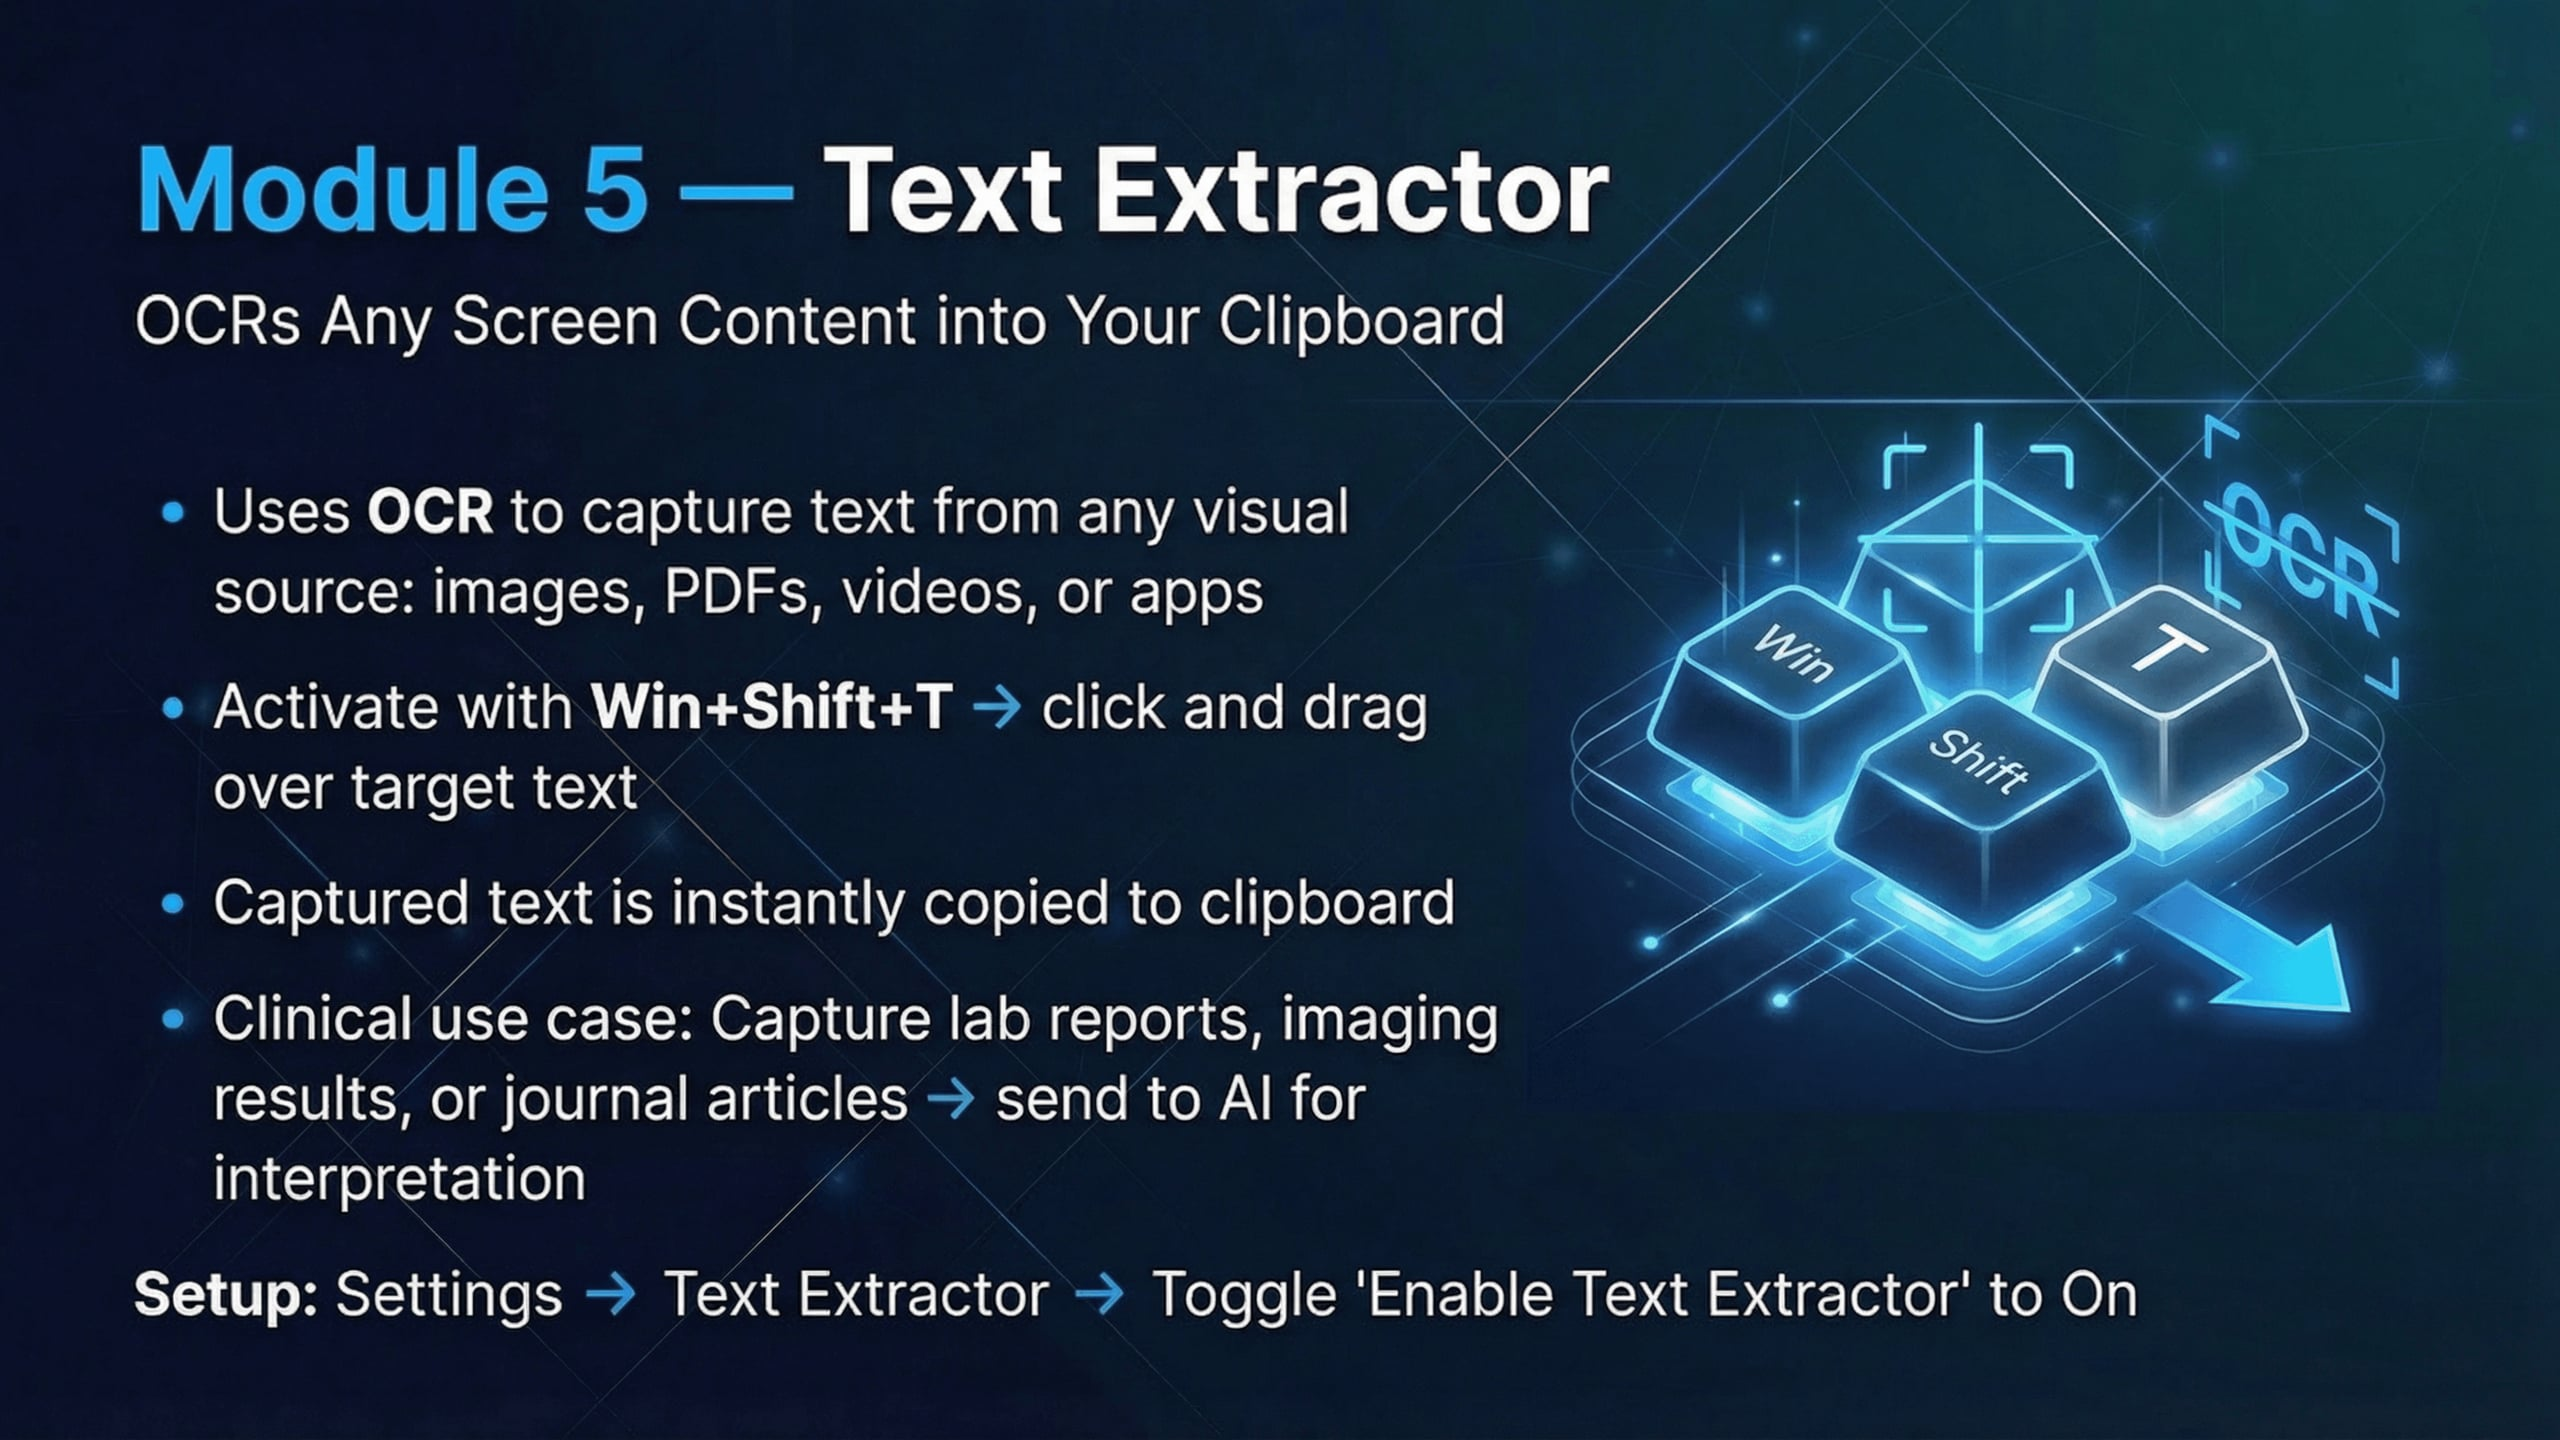 Module 5 — Text Extractor
OCRs Any Screen Content into Your Clipboard
• Uses OCR to capture text from any visual
source: images, PDFs, videos, or apps
• Activate with Win+Shift+T → click and drag
over target text
• Captured text is instantly copied to clipboard
• Clinical use case: Capture lab reports, imaging
results, or journal articles → send to AI for
interpretation
Setup: Settings → Text Extractor → Toggle 'Enable Text Extractor' to On
OCR
Win
T
Shift